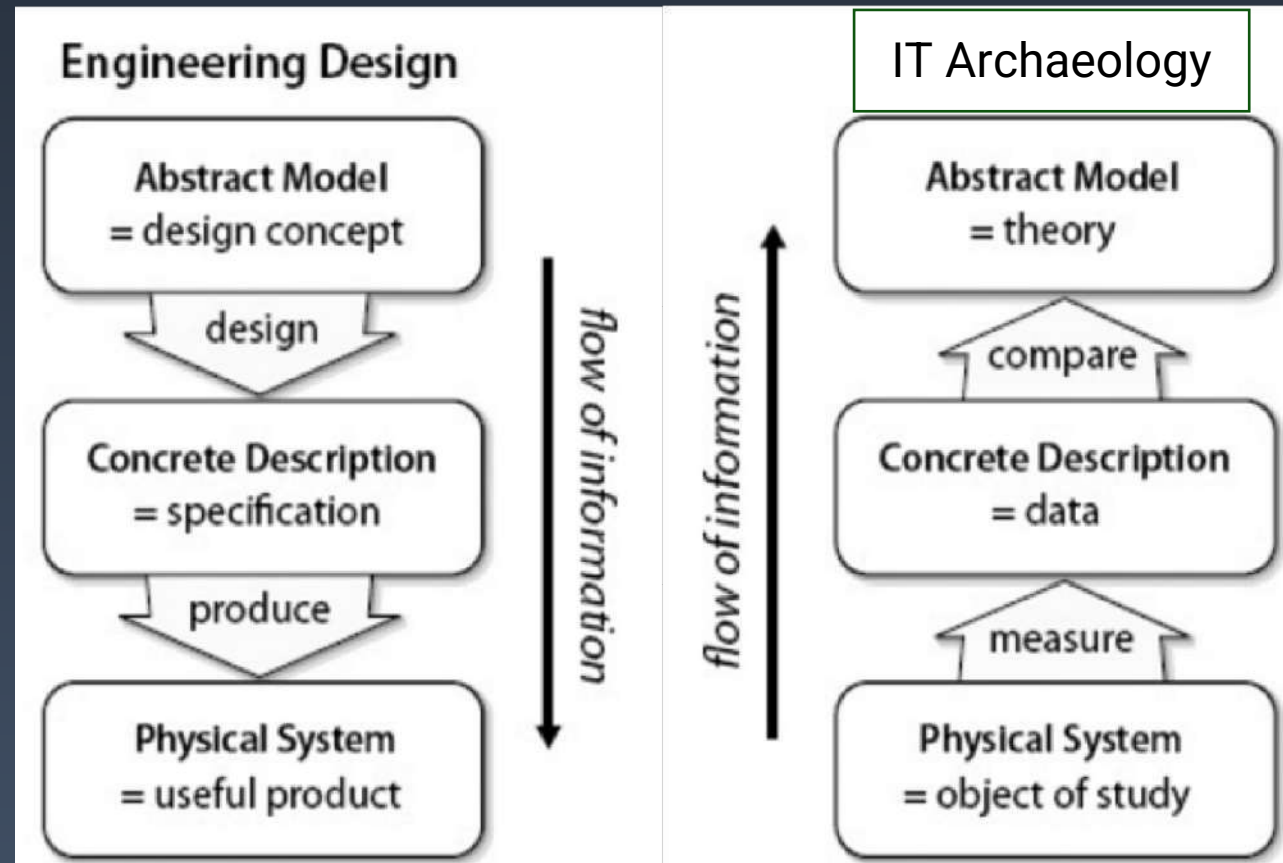 Engineering Design
Abstract Model
= design concept
design
Concrete Description
= specification
produce
Physical System
= useful product
flow of information
IT Archaeology
Abstract Model
= theory
compare
Concrete Description
= data
measure
Physical System
= object of study
flow of information